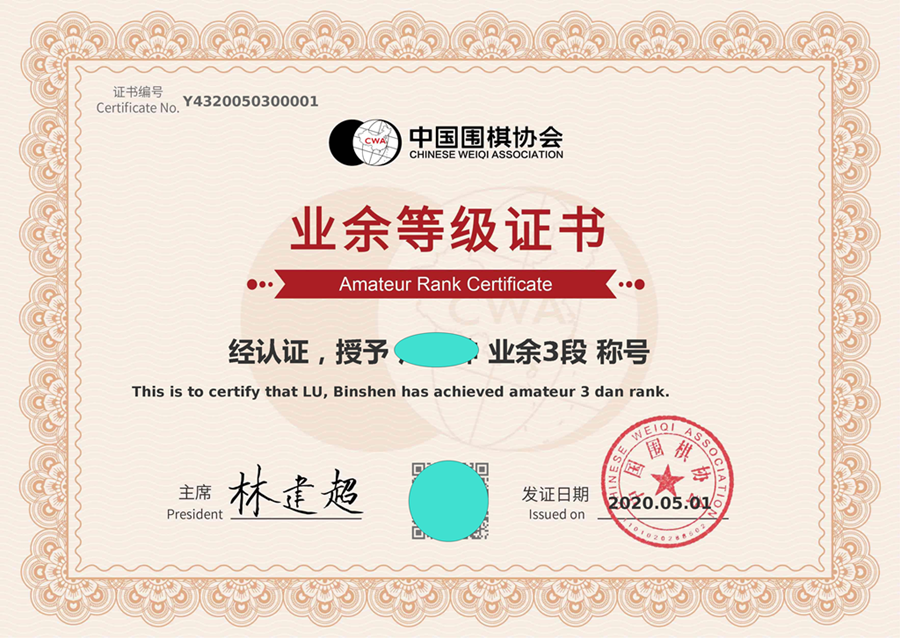 证书编号
Certificate No. Y4320050300001
CWA
中国围棋协会
CHINESE WEIQI ASSOCIATION
业余等级证书
Amateur Rank Certificate
CWA
经认证，授予 业余3段 称号
This is to certify that LU, Binshen has achieved amateur 3 dan rank.
主席
President
林建超
发证日期
Issued on
2020.05.01
CHINESE WEIQI ASSOCIATION
中国围棋协会